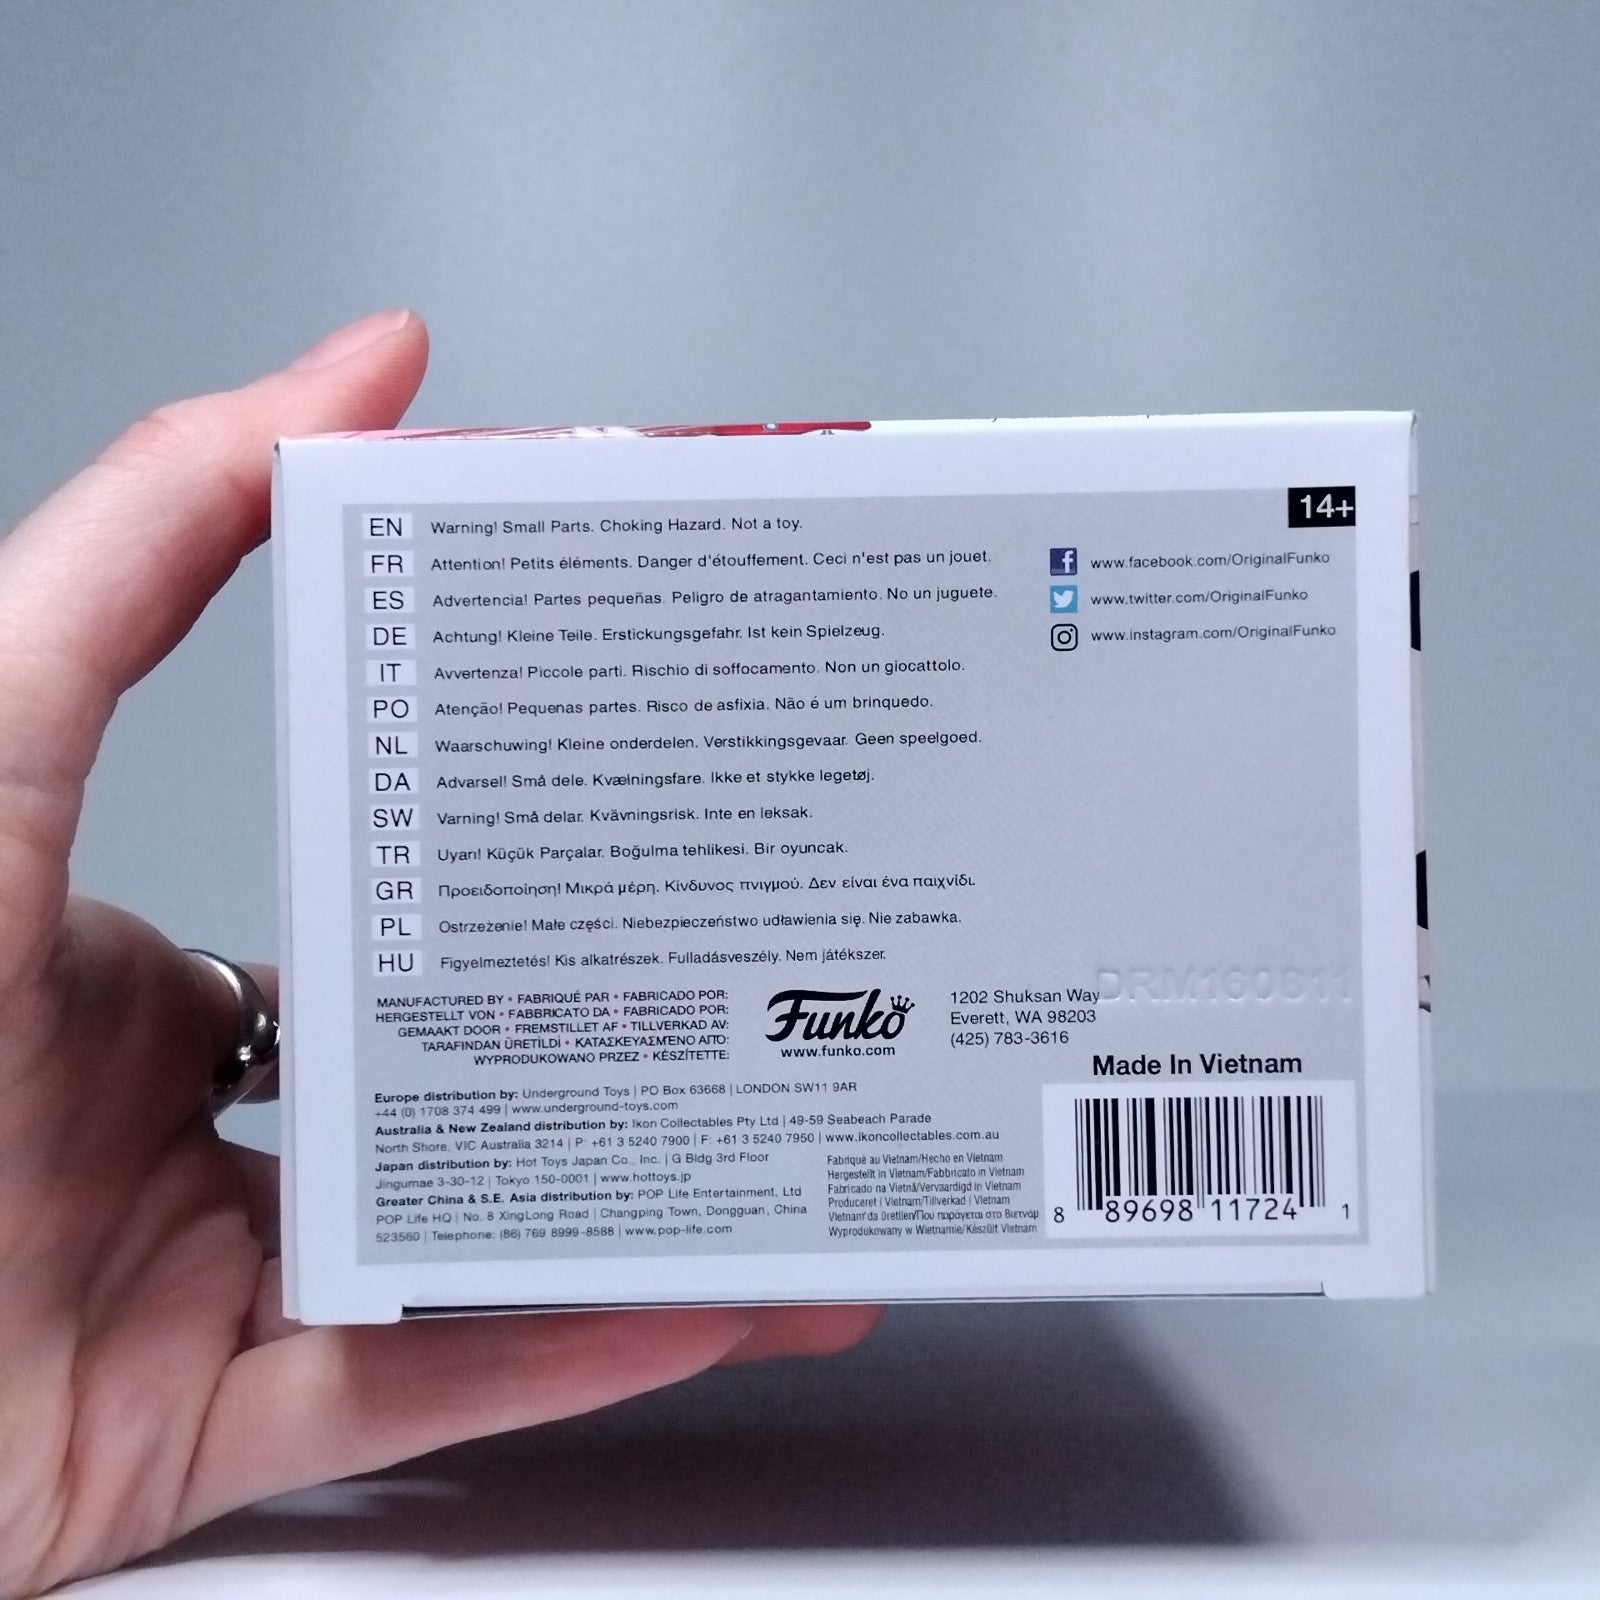 14+
EN Warning! Small Parts. Choking Hazard. Not a toy.
FR Attention! Petits éléments. Danger d'étouffement. Ceci n'est pas un jouet.
ES Advertencia! Partes pequeñas. Peligro de atragantamiento. No un juguete.
DE Achtung! Kleine Teile. Erstickungsgefahr. Ist kein Spielzeug.
IT Avvertenza! Piccole parti. Rischio di soffocamento. Non un giocattolo.
PO Atenção! Pequenas partes. Risco de asfixia. Não é um brinquedo.
NL Waarschuwing! Kleine onderdelen. Verstikkingsgevaar. Geen speelgoed.
DA Advarsel! Små dele. Kvælningsfare. Ikke et stykke legetøj.
SW Varning! Små delar. Kvävningsrisk. Inte en leksak.
TR Uyarı! Küçük Parçalar. Boğulma tehlikesi. Bir oyuncak.
GR Προειδοποίηση! Μικρά μέρη. Κίνδυνος πνιγμού. Δεν είναι ένα παιχνίδι.
PL Ostrzeżenie! Małe części. Niebezpieczeństwo udławienia się. Nie zabawka.
HU Figyelmeztetés! Kis alkatrészek. Fulladásveszély. Nem játékszer.
www.facebook.com/OriginalFunko
www.twitter.com/OriginalFunko
www.instagram.com/OriginalFunko
MANUFACTURED BY • FABRIQUÉ PAR • FABRICADO POR:
HERGESTELLT VON • FABBRICATO DA • FABRICADO POR:
GEMAAKT DOOR • FREMSTILLET AF • TILLVERKAD AV:
TARAFINDAN ÜRETİLDİ • ΚΑΤΑΣΚΕΥΑΣΜΈΝΟ ΑΠΌ:
WYPRODUKOWANO PRZEZ • KÉSZÍTETTE:
Funko
www.funko.com
1202 Shuksan Way
Everett, WA 98203
(425) 783-3616
DRM160811
Made In Vietnam
Europe distribution by: Underground Toys | PO Box 63668 | LONDON SW11 9AR
+44 (0) 1708 374 499 | www.underground-toys.com
Australia & New Zealand distribution by: Ikon Collectables Pty Ltd | 49-59 Seabeach Parade
North Shore, VIC Australia 3214 | P: +61 3 5240 7900 | F: +61 3 5240 7950 | www.ikoncollectables.com.au
Japan distribution by: Hot Toys Japan Co., Inc. | G Bldg 3rd Floor
Jingumae 3-30-12 | Tokyo 150-0001 | www.hottoys.jp
Greater China & S.E. Asia distribution by: POP Life Entertainment, Ltd
POP Life HQ | No. 8 XingLong Road | Changping Town, Dongguan, China
523560 | Telephone: (86) 769 8999-8588 | www.pop-life.com
Fabriqué au Vietnam/Hecho en Vietnam
Hergestellt in Vietnam/Fabbricato in Vietnam
Fabricado na Vietnã/Vervaardigd in Vietnam
Produceret i Vietnam/Tillverkad i Vietnam
Vietnam'da üretilen/Που παράγεται στο Βιετνάμ
Wyprodukowany w Wietnamie/Készült Vietnam
8 89698 11724 1